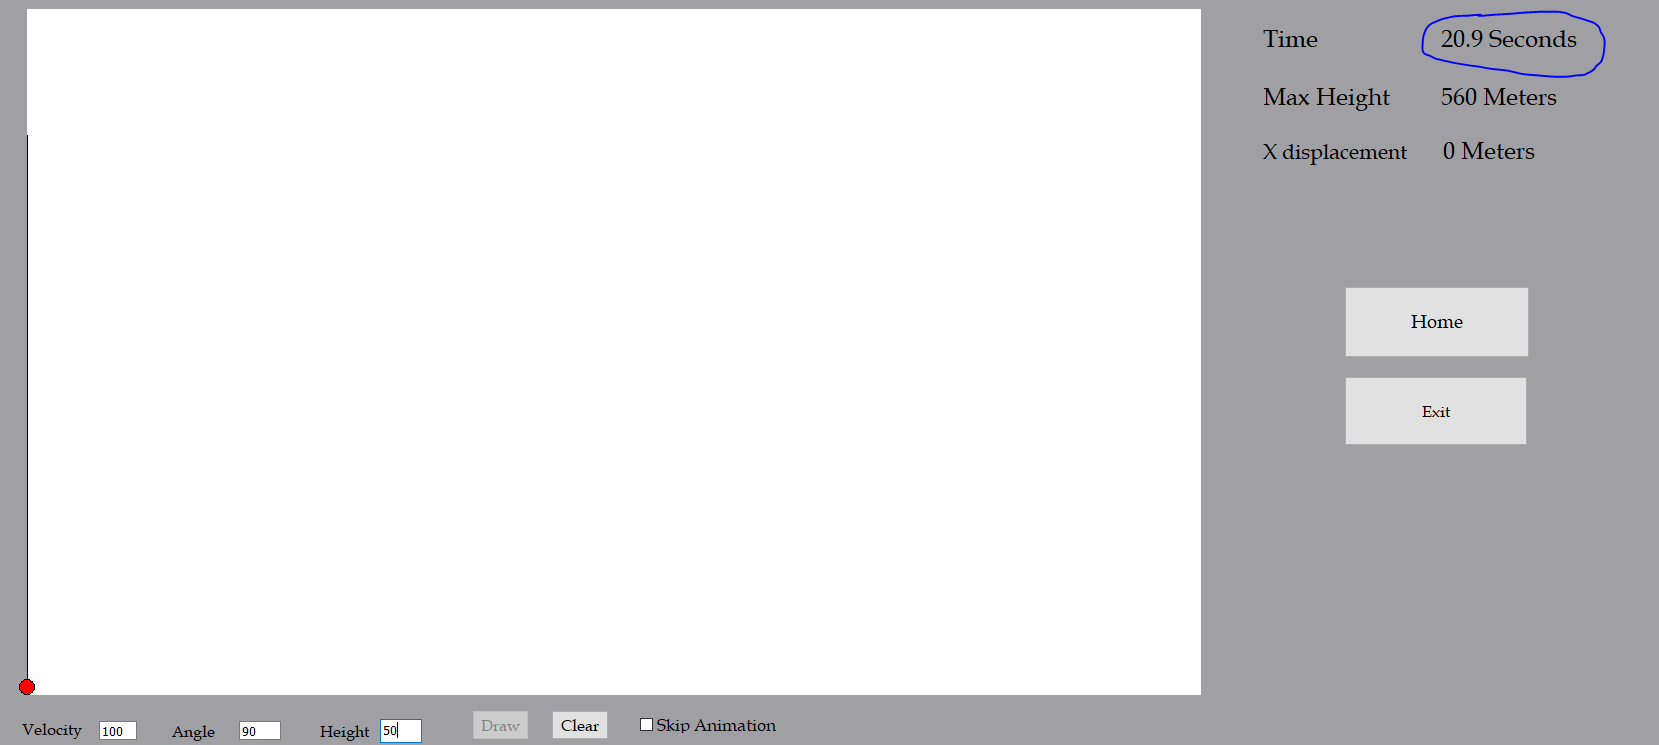 Time 20.9 Seconds
Max Height 560 Meters
X displacement 0 Meters
Home
Exit
Velocity 100 Angle 90 Height 50 Draw Clear Skip Animation